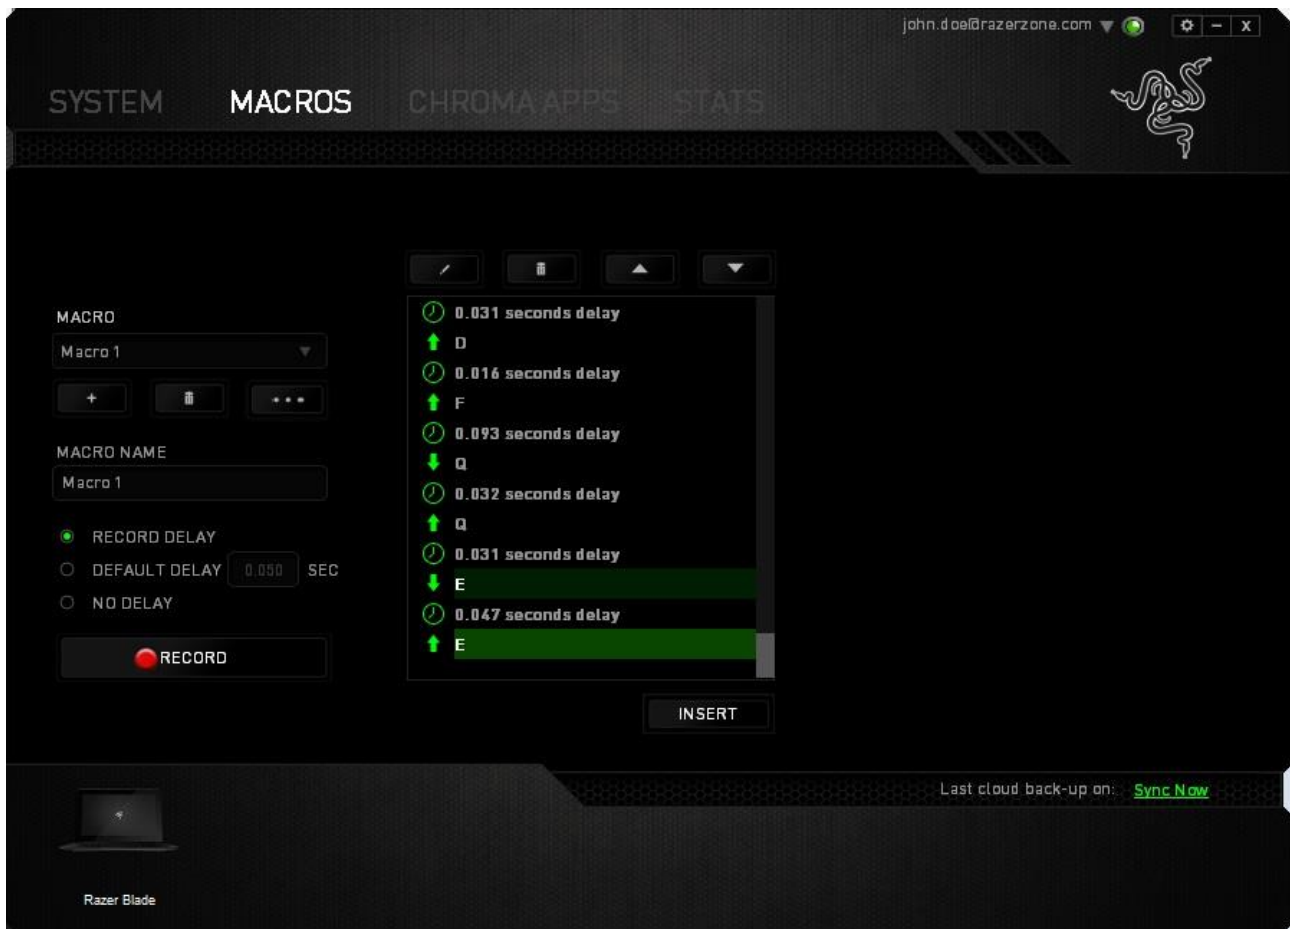 john.doe@razerzone.com
SYSTEM MACROS CHROMA APPS STATS
MACRO
Macro 1
MACRO NAME
Macro 1
RECORD DELAY
DEFAULT DELAY 0.050 SEC
NO DELAY
RECORD
0.031 seconds delay
D
0.016 seconds delay
F
0.093 seconds delay
Q
0.032 seconds delay
Q
0.031 seconds delay
E
0.047 seconds delay
E
INSERT
Last cloud back-up on: Sync Now
Razer Blade